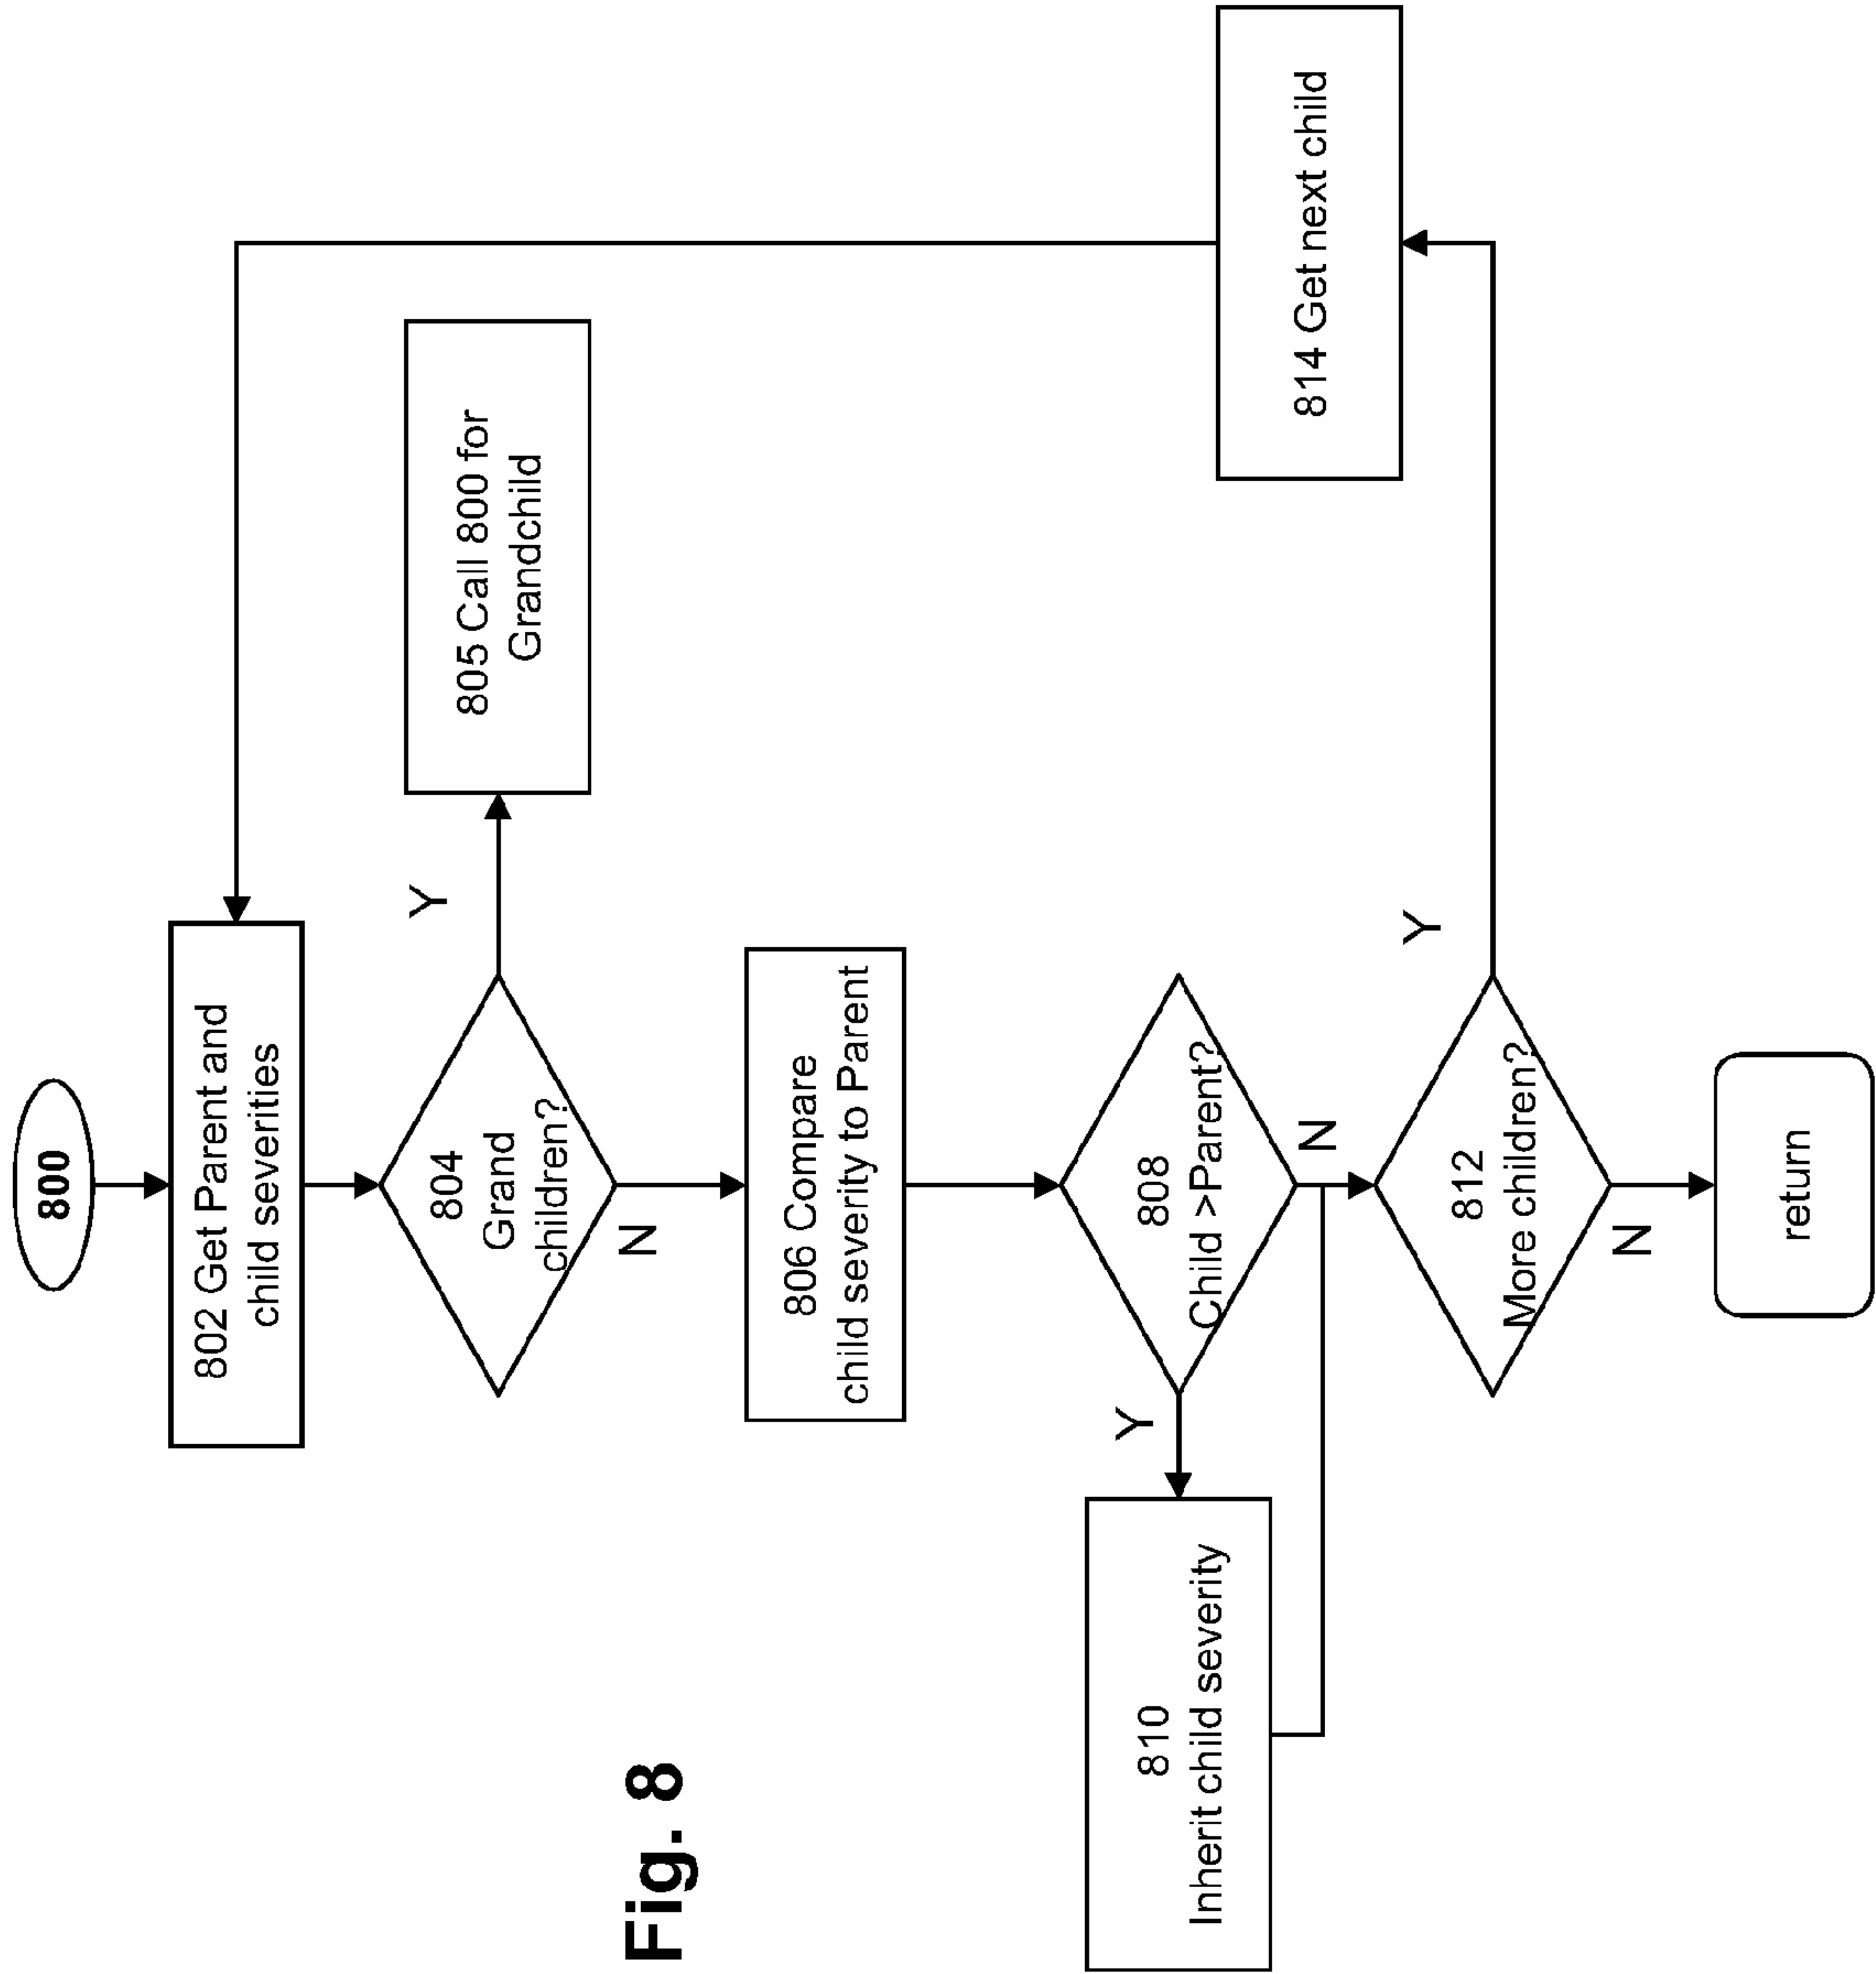 800
802 Get Parent and
child severities
804
Grand
children?
Y
805 Call 800 for
Grandchild
N
806 Compare
child severity to Parent
808
Child >Parent?
Y
810
Inherit child severity
N
812
More children?
Y
814 Get next child
N
return
Fig. 8